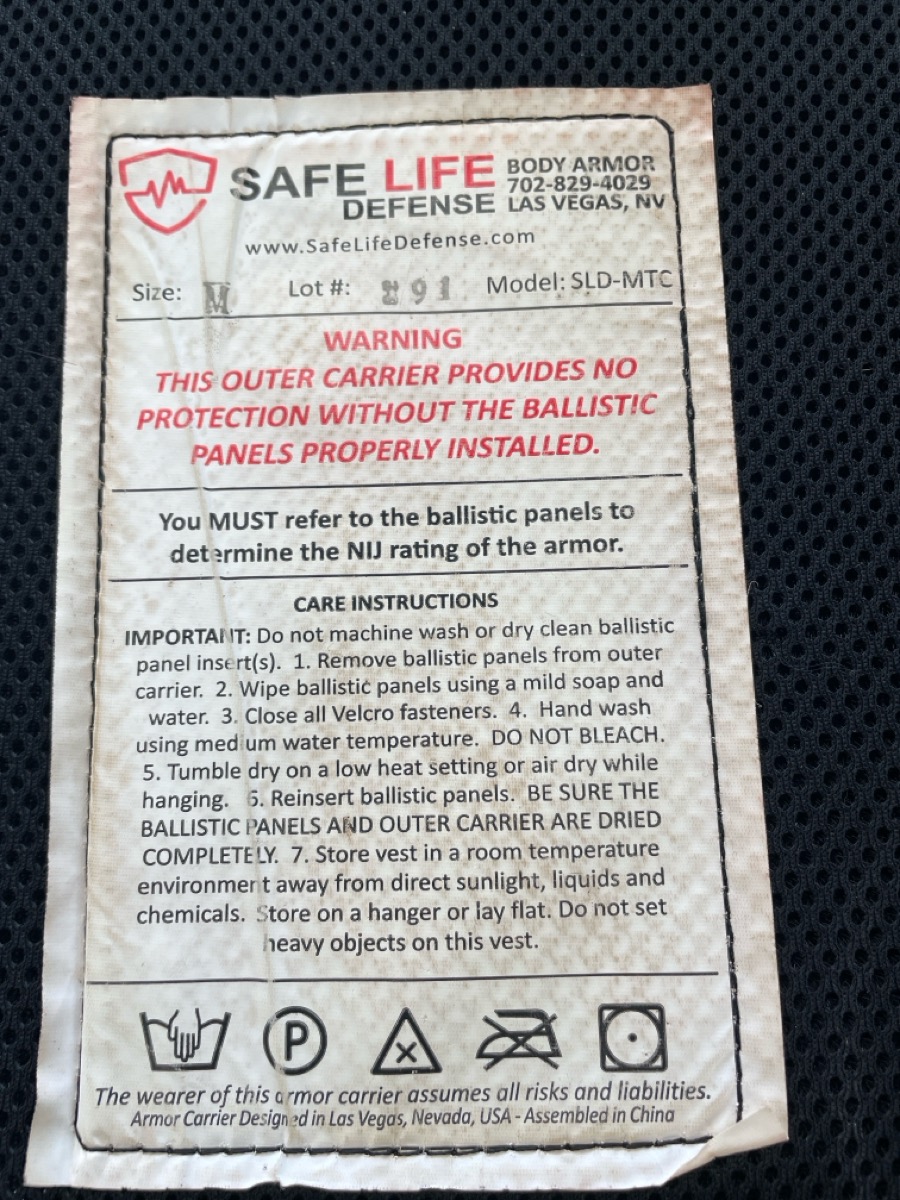 SAFE LIFE DEFENSE
BODY ARMOR
702-829-4029
LAS VEGAS, NV
www.SafeLifeDefense.com
Size: M Lot #: 891 Model: SLD-MTC
WARNING
THIS OUTER CARRIER PROVIDES NO
PROTECTION WITHOUT THE BALLISTIC
PANELS PROPERLY INSTALLED.
You MUST refer to the ballistic panels to
determine the NIJ rating of the armor.
CARE INSTRUCTIONS
IMPORTANT: Do not machine wash or dry clean ballistic
panel insert(s). 1. Remove ballistic panels from outer
carrier. 2. Wipe ballistic panels using a mild soap and
water. 3. Close all Velcro fasteners. 4. Hand wash
using medium water temperature. DO NOT BLEACH.
5. Tumble dry on a low heat setting or air dry while
hanging. 6. Reinsert ballistic panels. BE SURE THE
BALLISTIC PANELS AND OUTER CARRIER ARE DRIED
COMPLETELY. 7. Store vest in a room temperature
environment away from direct sunlight, liquids and
chemicals. Store on a hanger or lay flat. Do not set
heavy objects on this vest.
P
The wearer of this armor carrier assumes all risks and liabilities.
Armor Carrier Designed in Las Vegas, Nevada, USA - Assembled in China